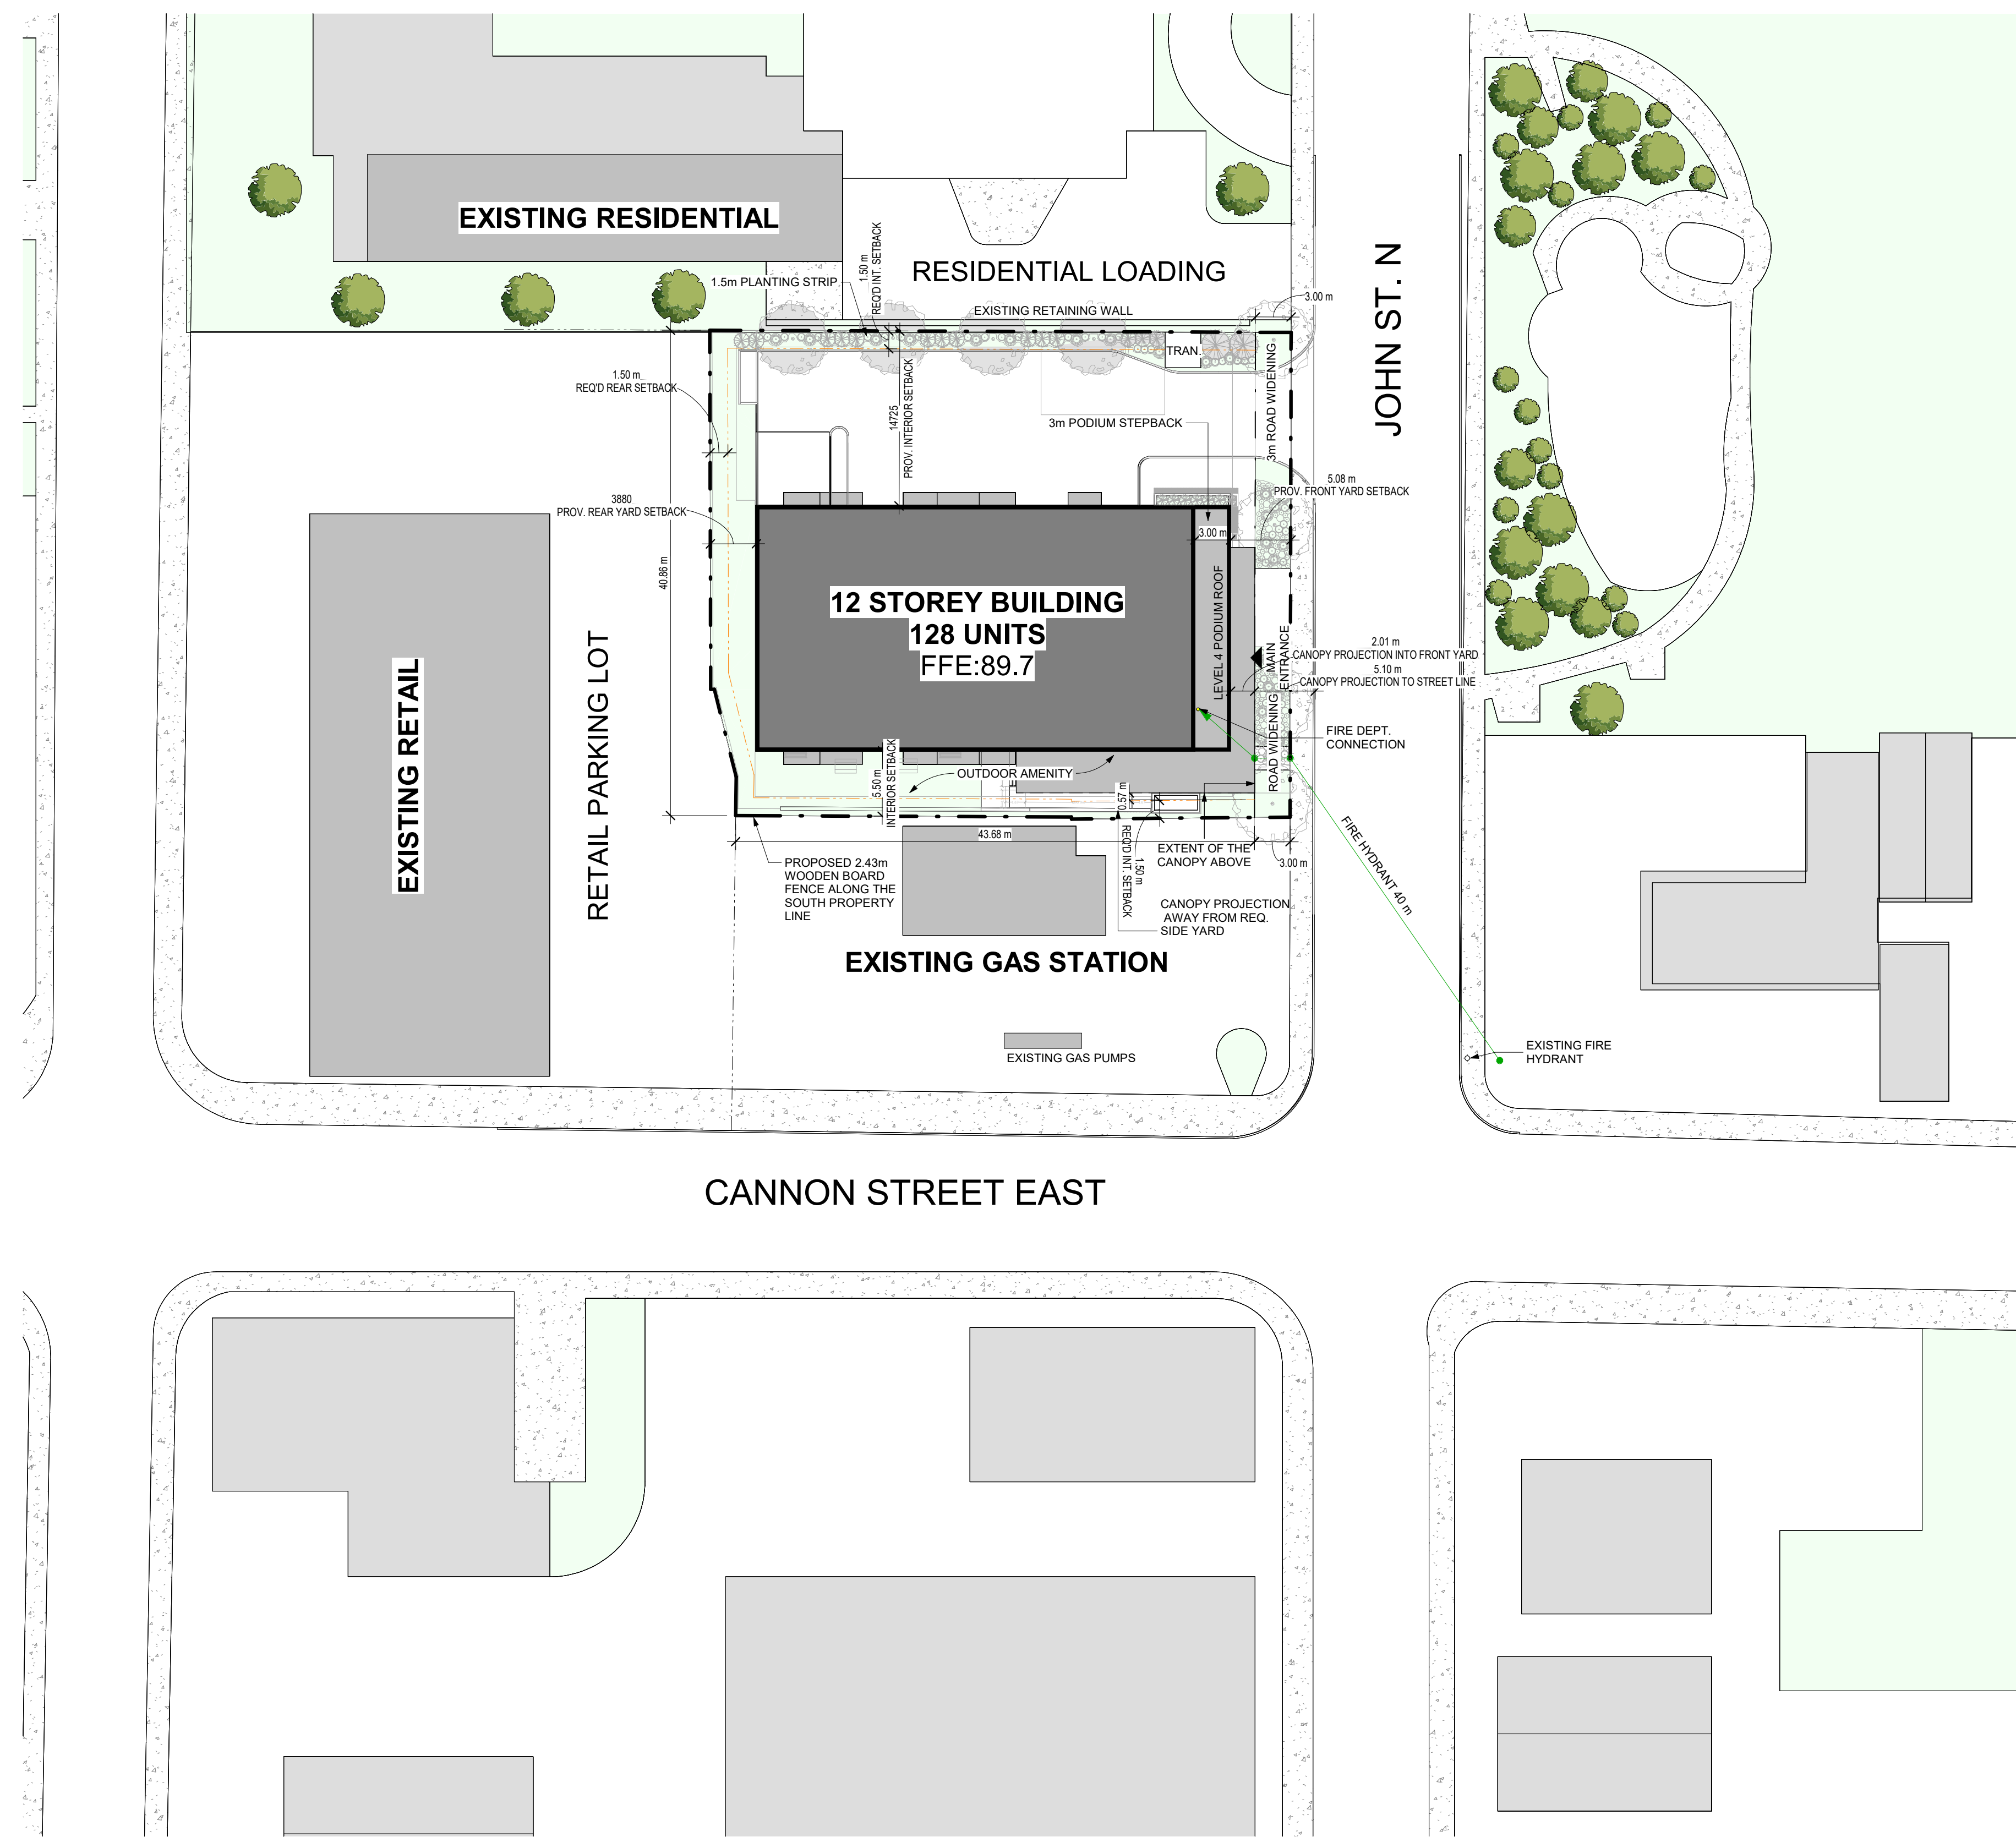 EXISTING RESIDENTIAL
RESIDENTIAL LOADING
1.50 m
REQ'D INT. SETBACK
1.5m PLANTING STRIP
EXISTING RETAINING WALL
3.00 m
JOHN ST. N
TRAN.
3m ROAD WIDENING
1.50 m
REQ'D REAR SETBACK
14725
PROV. INTERIOR SETBACK
3m PODIUM STEPBACK
5.08 m
PROV. FRONT YARD SETBACK
3880
PROV. REAR YARD SETBACK
3.00 m
40.86 m
12 STOREY BUILDING
128 UNITS
FFE:89.7
LEVEL 4 PODIUM ROOF
MAIN
ENTRANCE
2.01 m
CANOPY PROJECTION INTO FRONT YARD
5.10 m
CANOPY PROJECTION TO STREET LINE
EXISTING RETAIL
RETAIL PARKING LOT
ROAD WIDENING
FIRE DEPT.
CONNECTION
5.50 m
INTERIOR SETBACK
OUTDOOR AMENITY
0.57 m
43.68 m
REQ'D INT. SETBACK
1.50 m
EXTENT OF THE
CANOPY ABOVE
3.00 m
FIRE HYDRANT 40 m
PROPOSED 2.43m
WOODEN BOARD
FENCE ALONG THE
SOUTH PROPERTY
LINE
CANOPY PROJECTION
AWAY FROM REQ.
SIDE YARD
EXISTING GAS STATION
EXISTING GAS PUMPS
EXISTING FIRE
HYDRANT
CANNON STREET EAST